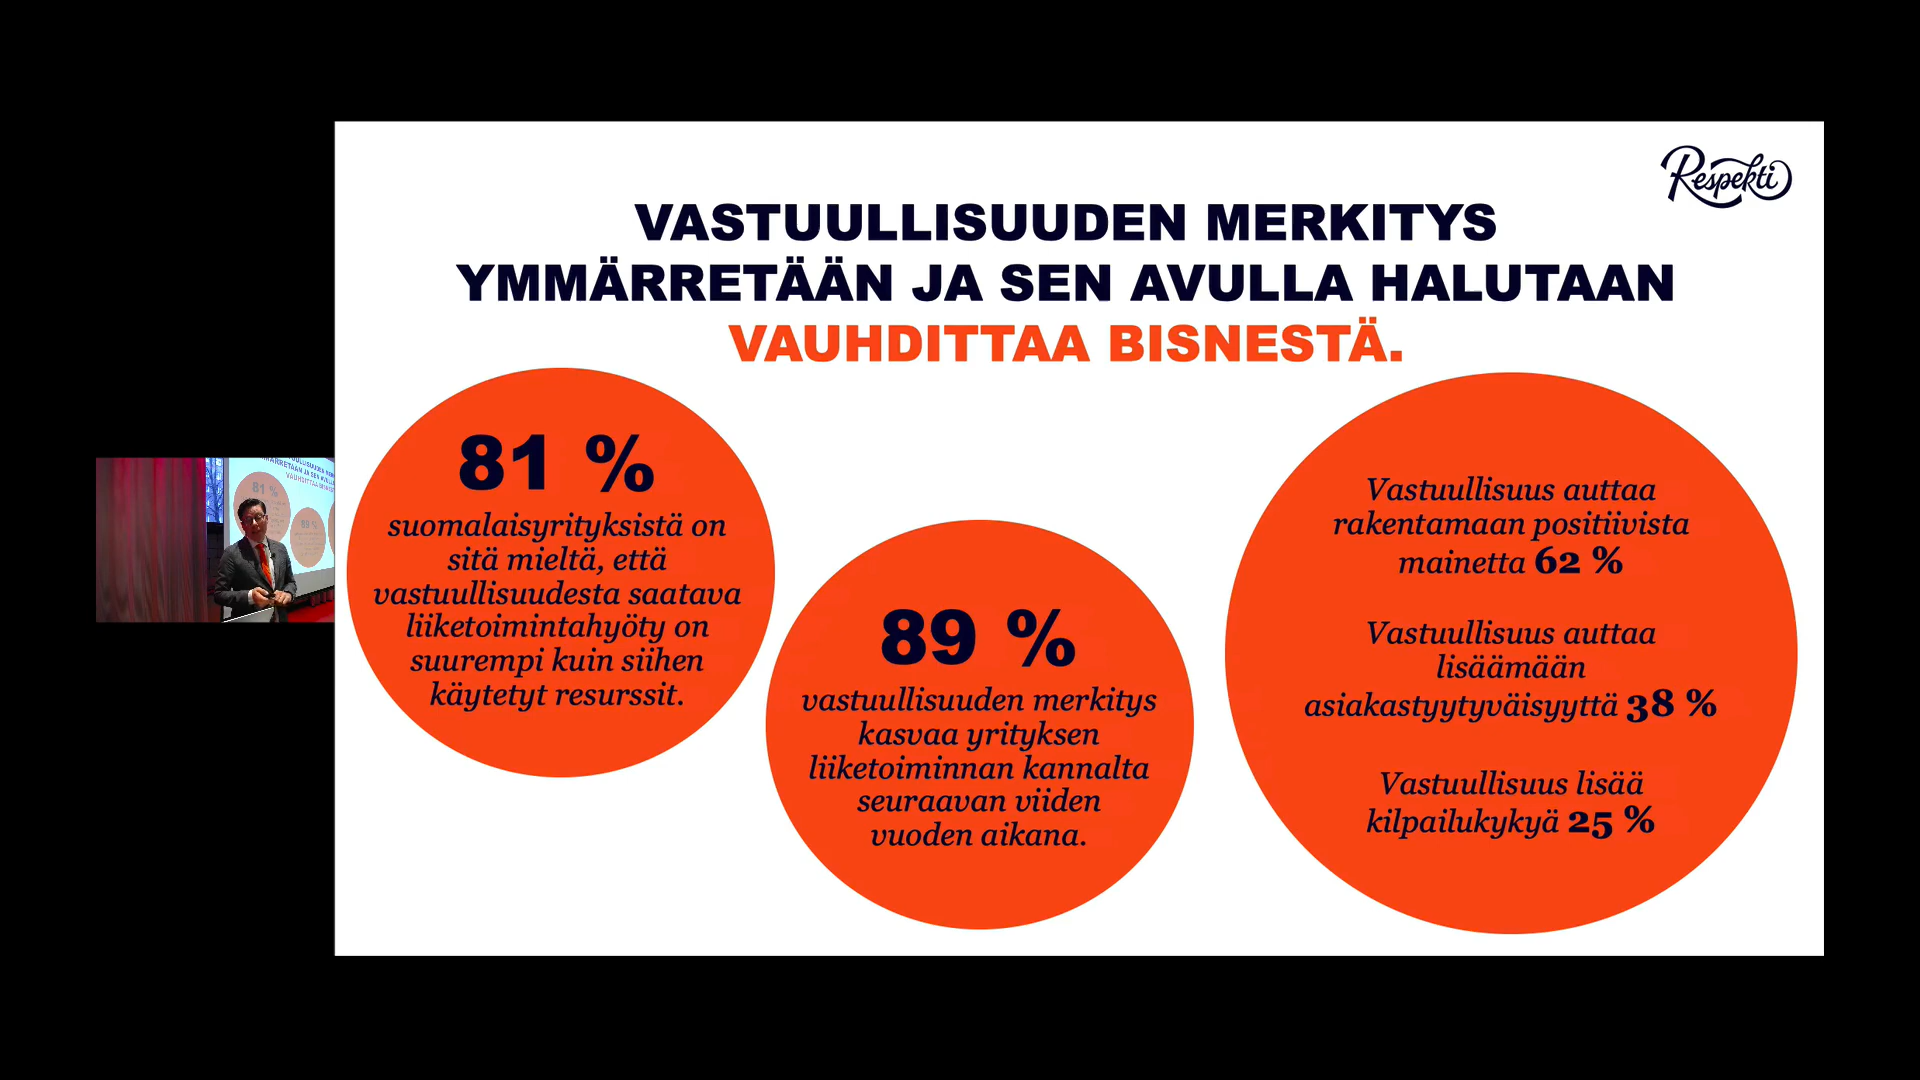 Respekti
VASTUULLISUUDEN MERKITYS
YMMÄRRETÄÄN JA SEN AVULLA HALUTAAN
VAUHDITTAA BISNESTÄ.
81 %
suomalaisyrityksistä on
sitä mieltä, että
vastuullisuudesta saatava
liiketoimintahyöty on
suurempi kuin siihen
käytetyt resurssit.
89 %
vastuullisuuden merkitys
kasvaa yrityksen
liiketoiminnan kannalta
seuraavan viiden
vuoden aikana.
Vastuullisuus auttaa
rakentamaan positiivista
mainetta 62 %
Vastuullisuus auttaa
lisäämään
asiakastyytyväisyyttä 38 %
Vastuullisuus lisää
kilpailukykyä 25 %
81 %
89 %